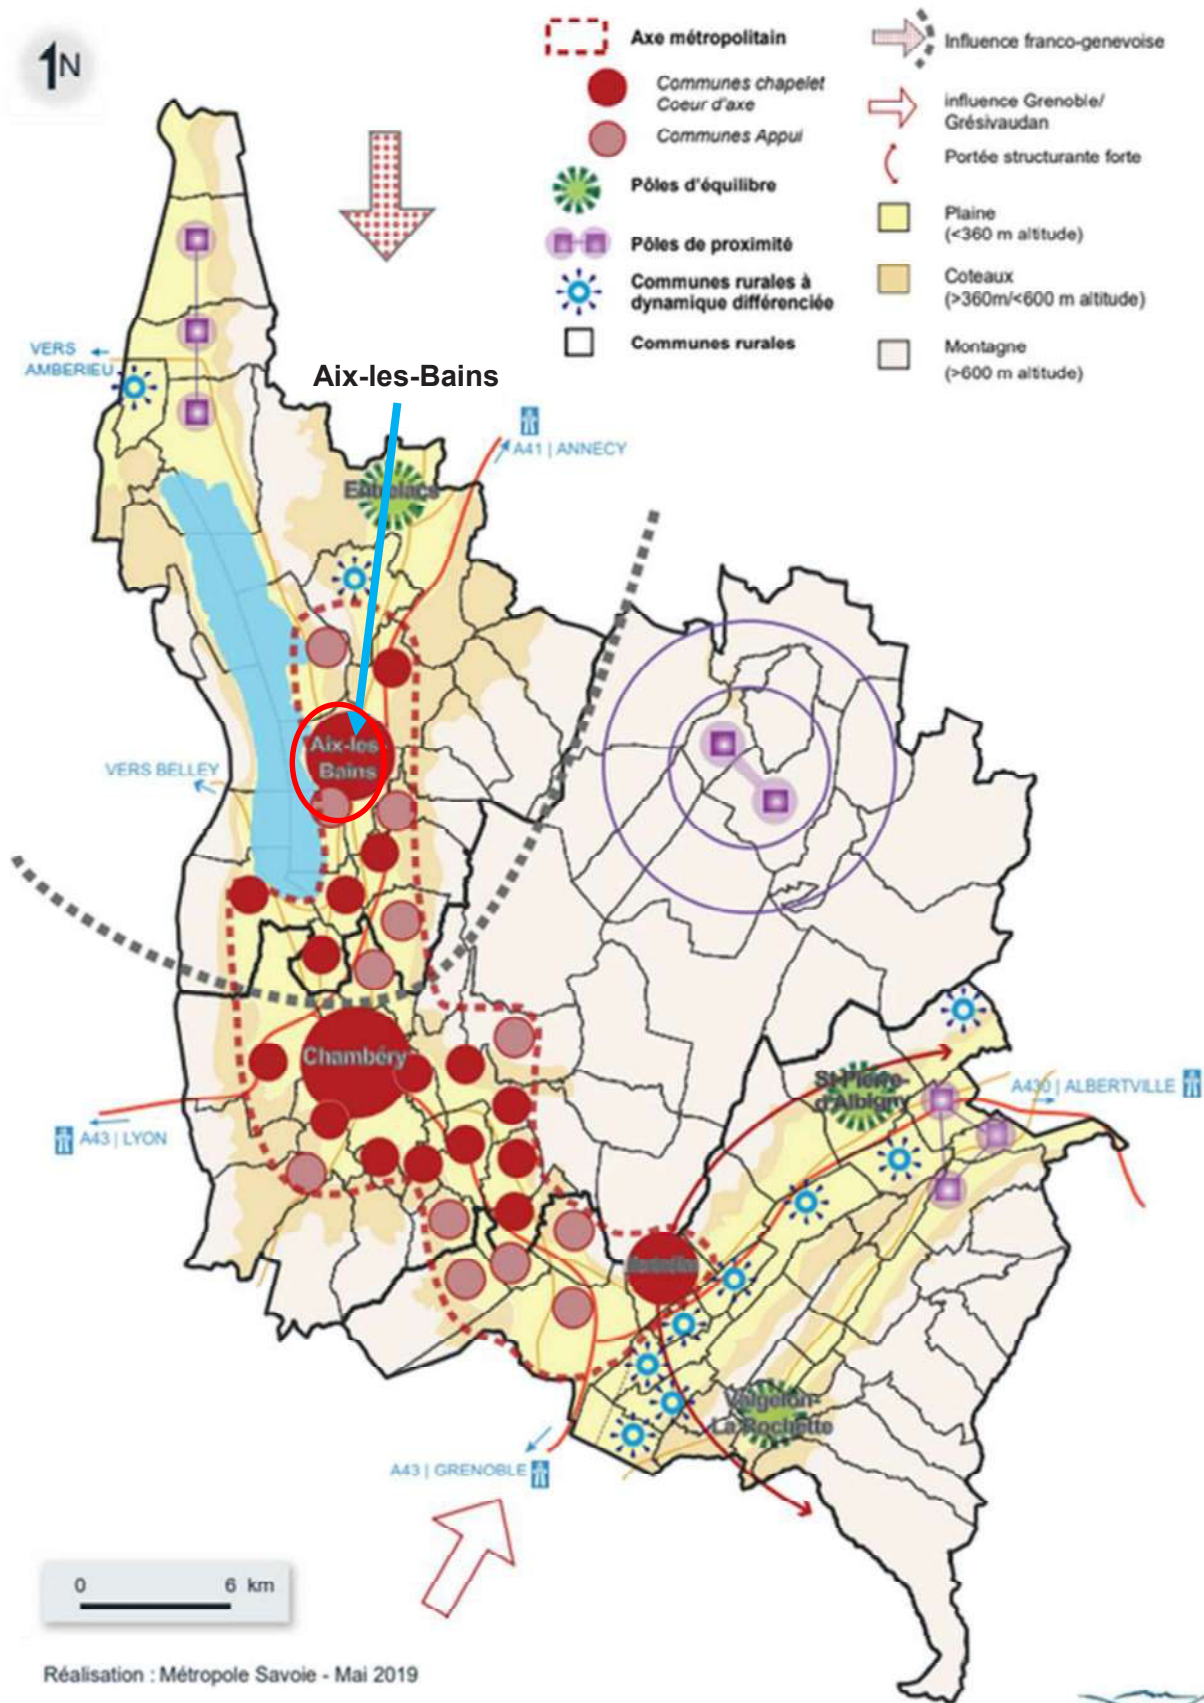 1N
Axe métropolitain
Communes chapelet
Coeur d'axe
Communes Appui
Pôles d'équilibre
Pôles de proximité
Communes rurales à
dynamique différenciée
Communes rurales
Influence franco-genevoise
influence Grenoble/
Grésivaudan
Portée structurante forte
Plaine
(<360 m altitude)
Coteaux
(>360m/<600 m altitude)
Montagne
(>600 m altitude)
VERS
AMBERIEU
Aix-les-Bains
A41 | ANNECY
Entrelacs
Aix-les-
Bains
VERS BELLEY
Chambéry
A43 | LYON
St-Pierre-
d'Albigny
A430 | ALBERTVILLE
Valgelon-
La Rochette
A43 | GRENOBLE
0 6 km
Réalisation : Métropole Savoie - Mai 2019